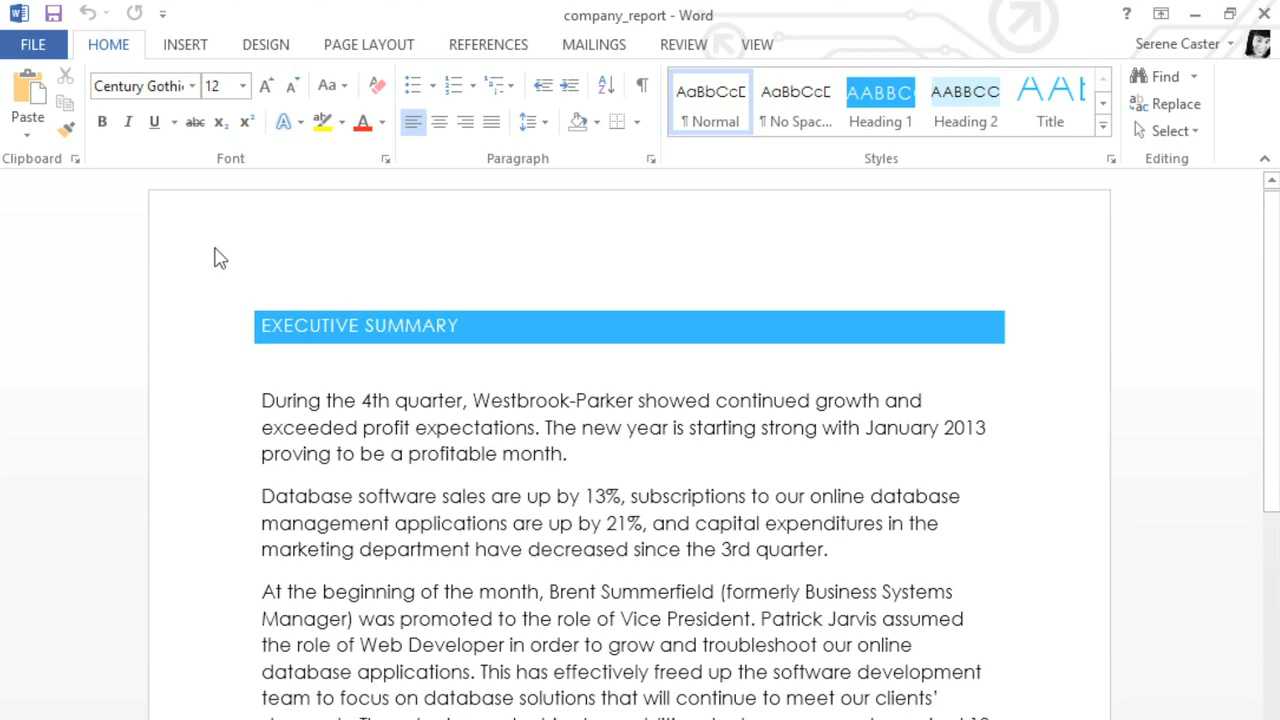 company_report - Word
FILE HOME INSERT DESIGN PAGE LAYOUT REFERENCES MAILINGS REVIEW VIEW Serene Caster
Century Gothi 12 Aa AaBbCcD AaBbCcD AABBC AABBCC AAB Find
Paste ¶ Normal ¶ No Spac... Heading 1 Heading 2 Title Replace
B I U abc X₂ X² A A Select
Clipboard Font Paragraph Styles Editing
EXECUTIVE SUMMARY
During the 4th quarter, Westbrook-Parker showed continued growth and
exceeded profit expectations. The new year is starting strong with January 2013
proving to be a profitable month.
Database software sales are up by 13%, subscriptions to our online database
management applications are up by 21%, and capital expenditures in the
marketing department have decreased since the 3rd quarter.
At the beginning of the month, Brent Summerfield (formerly Business Systems
Manager) was promoted to the role of Vice President. Patrick Jarvis assumed
the role of Web Developer in order to grow and troubleshoot our online
database applications. This has effectively freed up the software development
team to focus on database solutions that will continue to meet our clients'